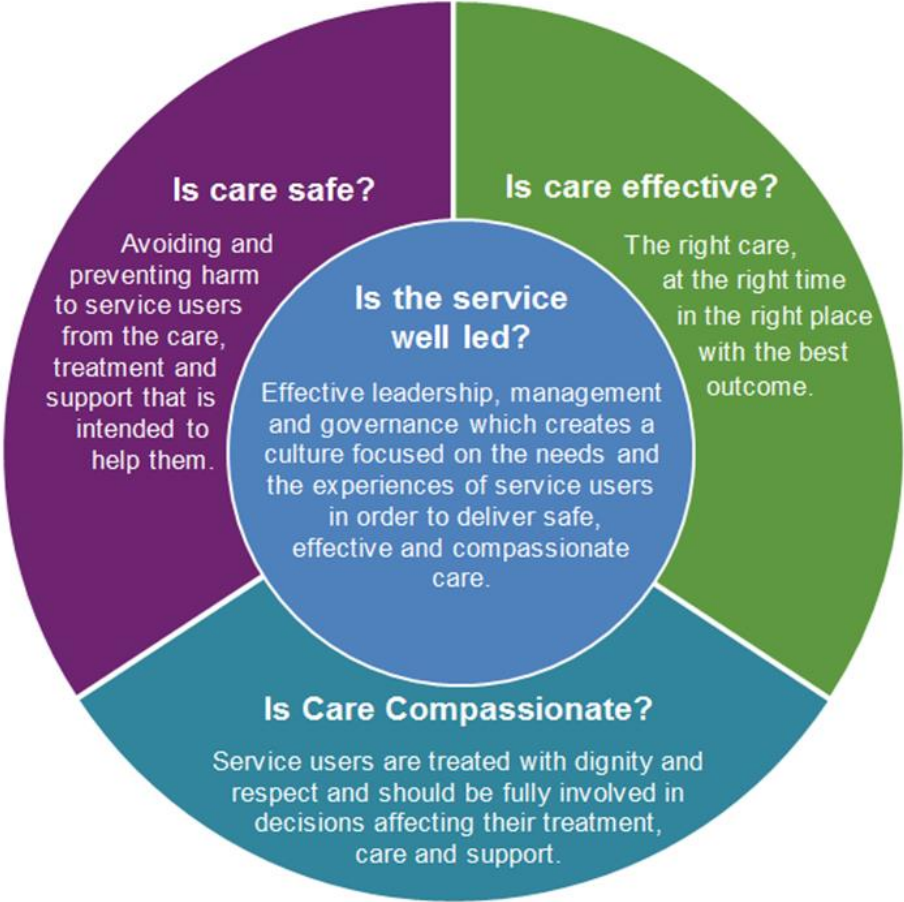 Is care safe?
Avoiding and
preventing harm
to service users
from the care,
treatment and
support that is
intended to
help them.
Is care effective?
The right care,
at the right time
in the right place
with the best
outcome.
Is the service
well led?
Effective leadership, management
and governance which creates a
culture focused on the needs and
the experiences of service users
in order to deliver safe,
effective and compassionate
care.
Is Care Compassionate?
Service users are treated with dignity and
respect and should be fully involved in
decisions affecting their treatment,
care and support.